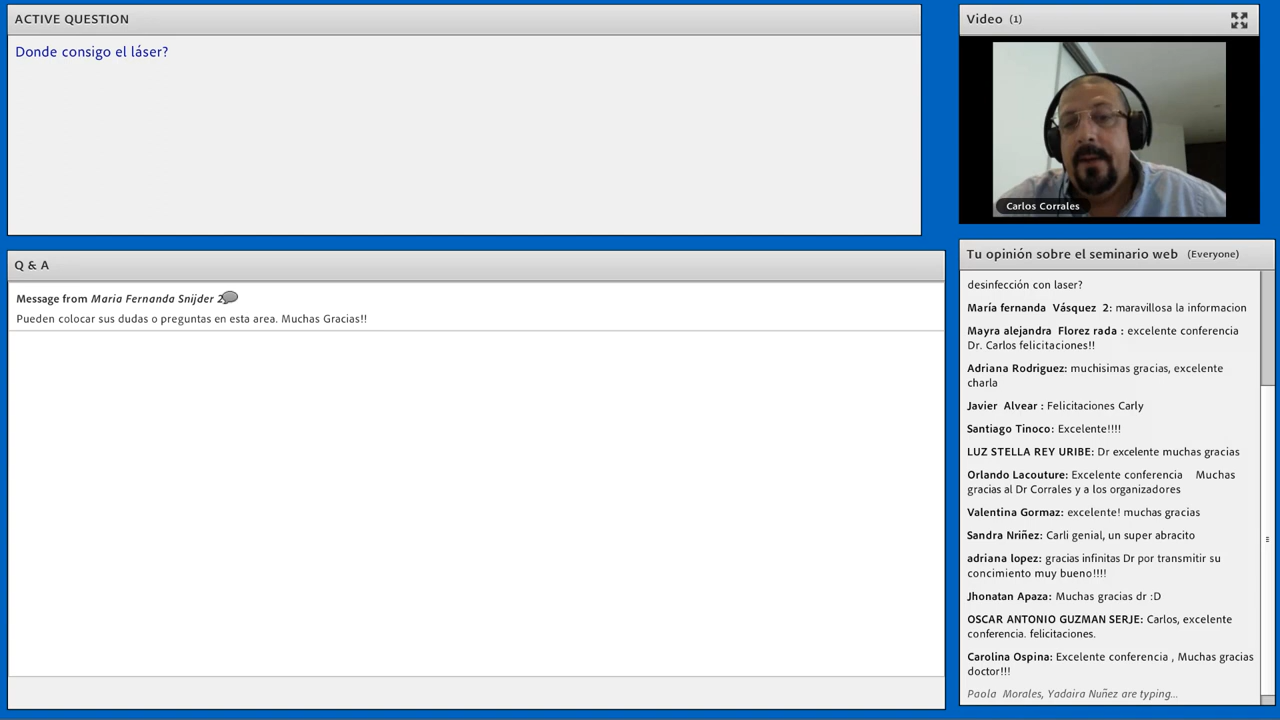 ACTIVE QUESTION
Donde consigo el láser?
Q & A
Message from Maria Fernanda Snijder 2
Pueden colocar sus dudas o preguntas en esta area. Muchas Gracias!!
Video (1)
Carlos Corrales
Tu opinión sobre el seminario web (Everyone)
desinfección con laser?
María fernanda Vásquez 2: maravillosa la informacion
Mayra alejandra Florez rada : excelente conferencia
Dr. Carlos felicitaciones!!
Adriana Rodriguez: muchisimas gracias, excelente
charla
Javier Alvear : Felicitaciones Carly
Santiago Tinoco: Excelente!!!!
LUZ STELLA REY URIBE: Dr excelente muchas gracias
Orlando Lacouture: Excelente conferencia Muchas
gracias al Dr Corrales y a los organizadores
Valentina Gormaz: excelente! muchas gracias
Sandra Nriñez: Carli genial, un super abracito
adriana lopez: gracias infinitas Dr por transmitir su
concimiento muy bueno!!!!
Jhonatan Apaza: Muchas gracias dr :D
OSCAR ANTONIO GUZMAN SERJE: Carlos, excelente
conferencia. felicitaciones.
Carolina Ospina: Excelente conferencia , Muchas gracias
doctor!!!
Paola Morales, Yadaira Nuñez are typing...